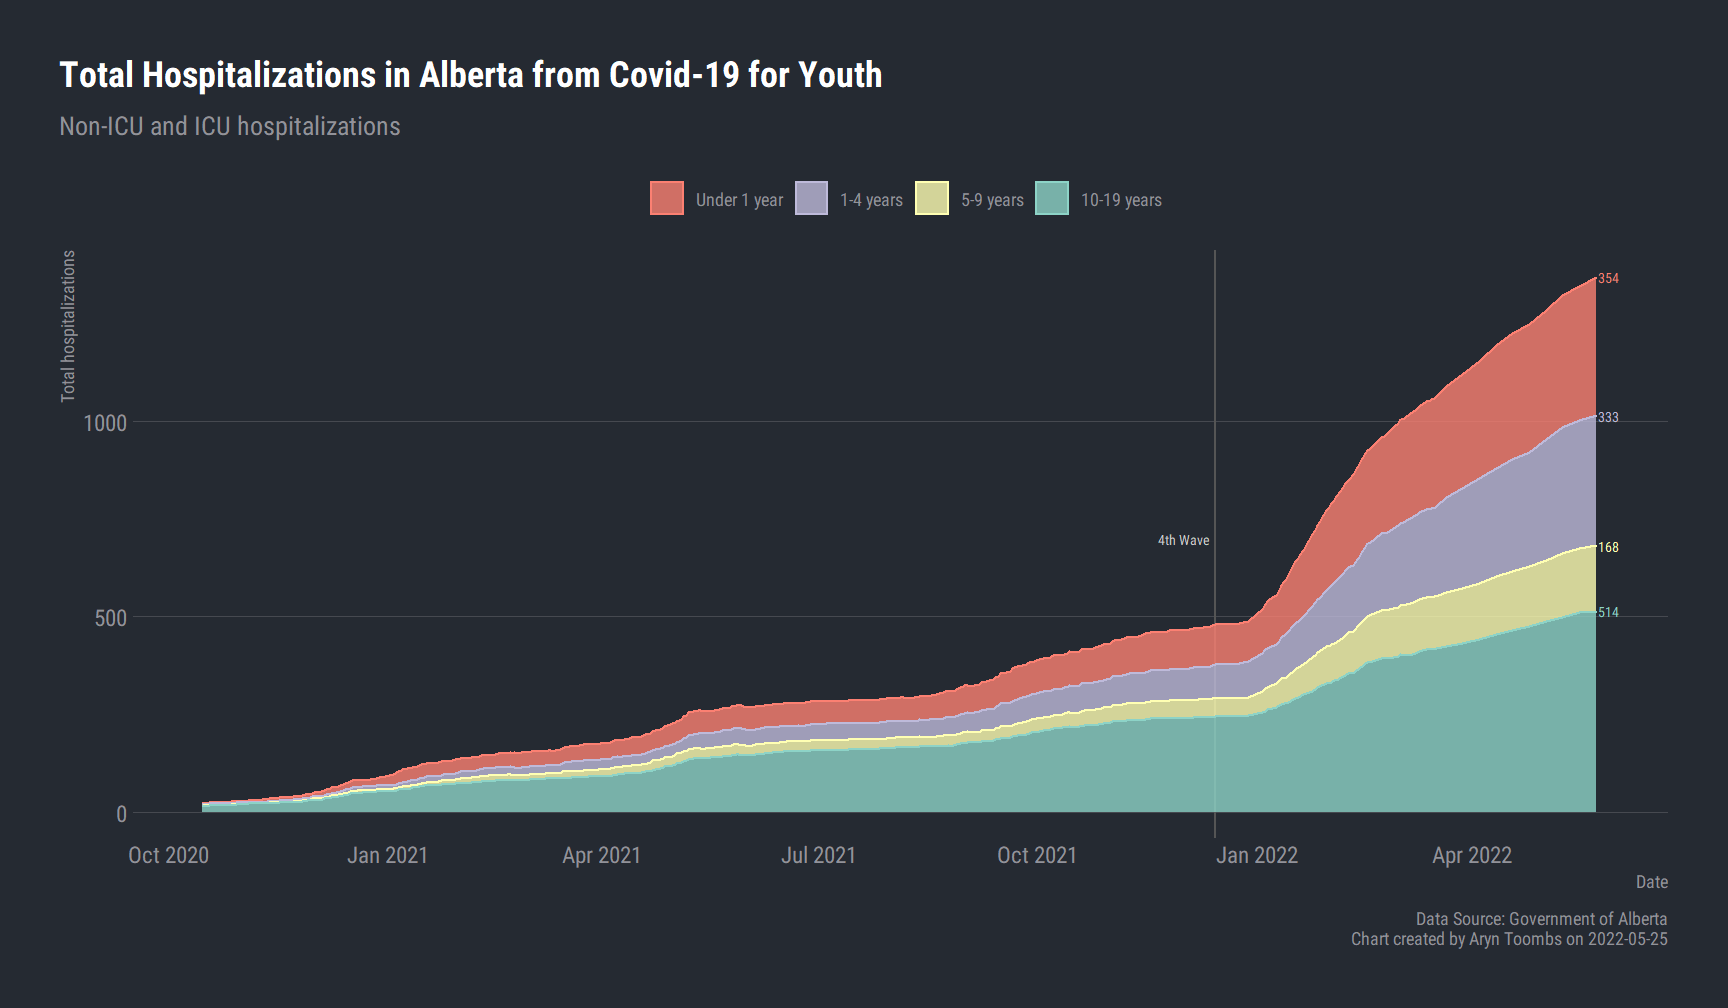 Total Hospitalizations in Alberta from Covid-19 for Youth
Non-ICU and ICU hospitalizations
Under 1 year
1-4 years
5-9 years
10-19 years
Total hospitalizations
354
1000
333
4th Wave
168
514
500
0
Oct 2020
Jan 2021
Apr 2021
Jul 2021
Oct 2021
Jan 2022
Apr 2022
Date
Data Source: Government of Alberta
Chart created by Aryn Toombs on 2022-05-25